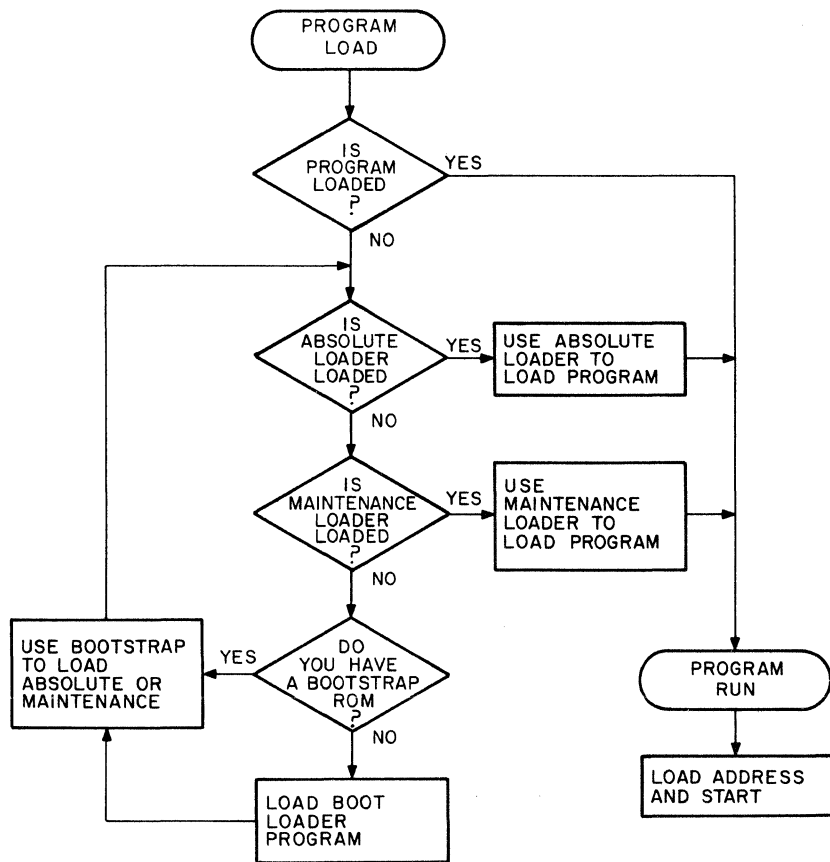 PROGRAM
LOAD
IS
PROGRAM
LOADED
?
YES
NO
IS
ABSOLUTE
LOADER
LOADED
?
YES
USE ABSOLUTE
LOADER TO
LOAD PROGRAM
NO
IS
MAINTENANCE
LOADER
LOADED
?
YES
USE
MAINTENANCE
LOADER TO
LOAD PROGRAM
NO
DO
YOU HAVE
A BOOTSTRAP
ROM
?
YES
USE BOOTSTRAP
TO LOAD
ABSOLUTE OR
MAINTENANCE
NO
LOAD BOOT
LOADER
PROGRAM
PROGRAM
RUN
LOAD ADDRESS
AND START